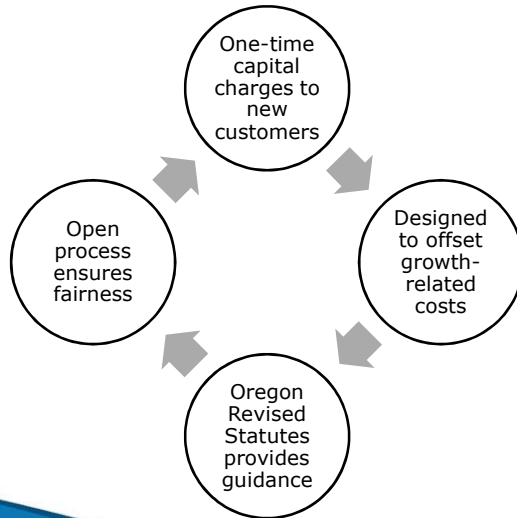 One-time
capital
charges to
new
customers
Designed
to offset
growth-
related
costs
Oregon
Revised
Statutes
provides
guidance
Open
process
ensures
fairness